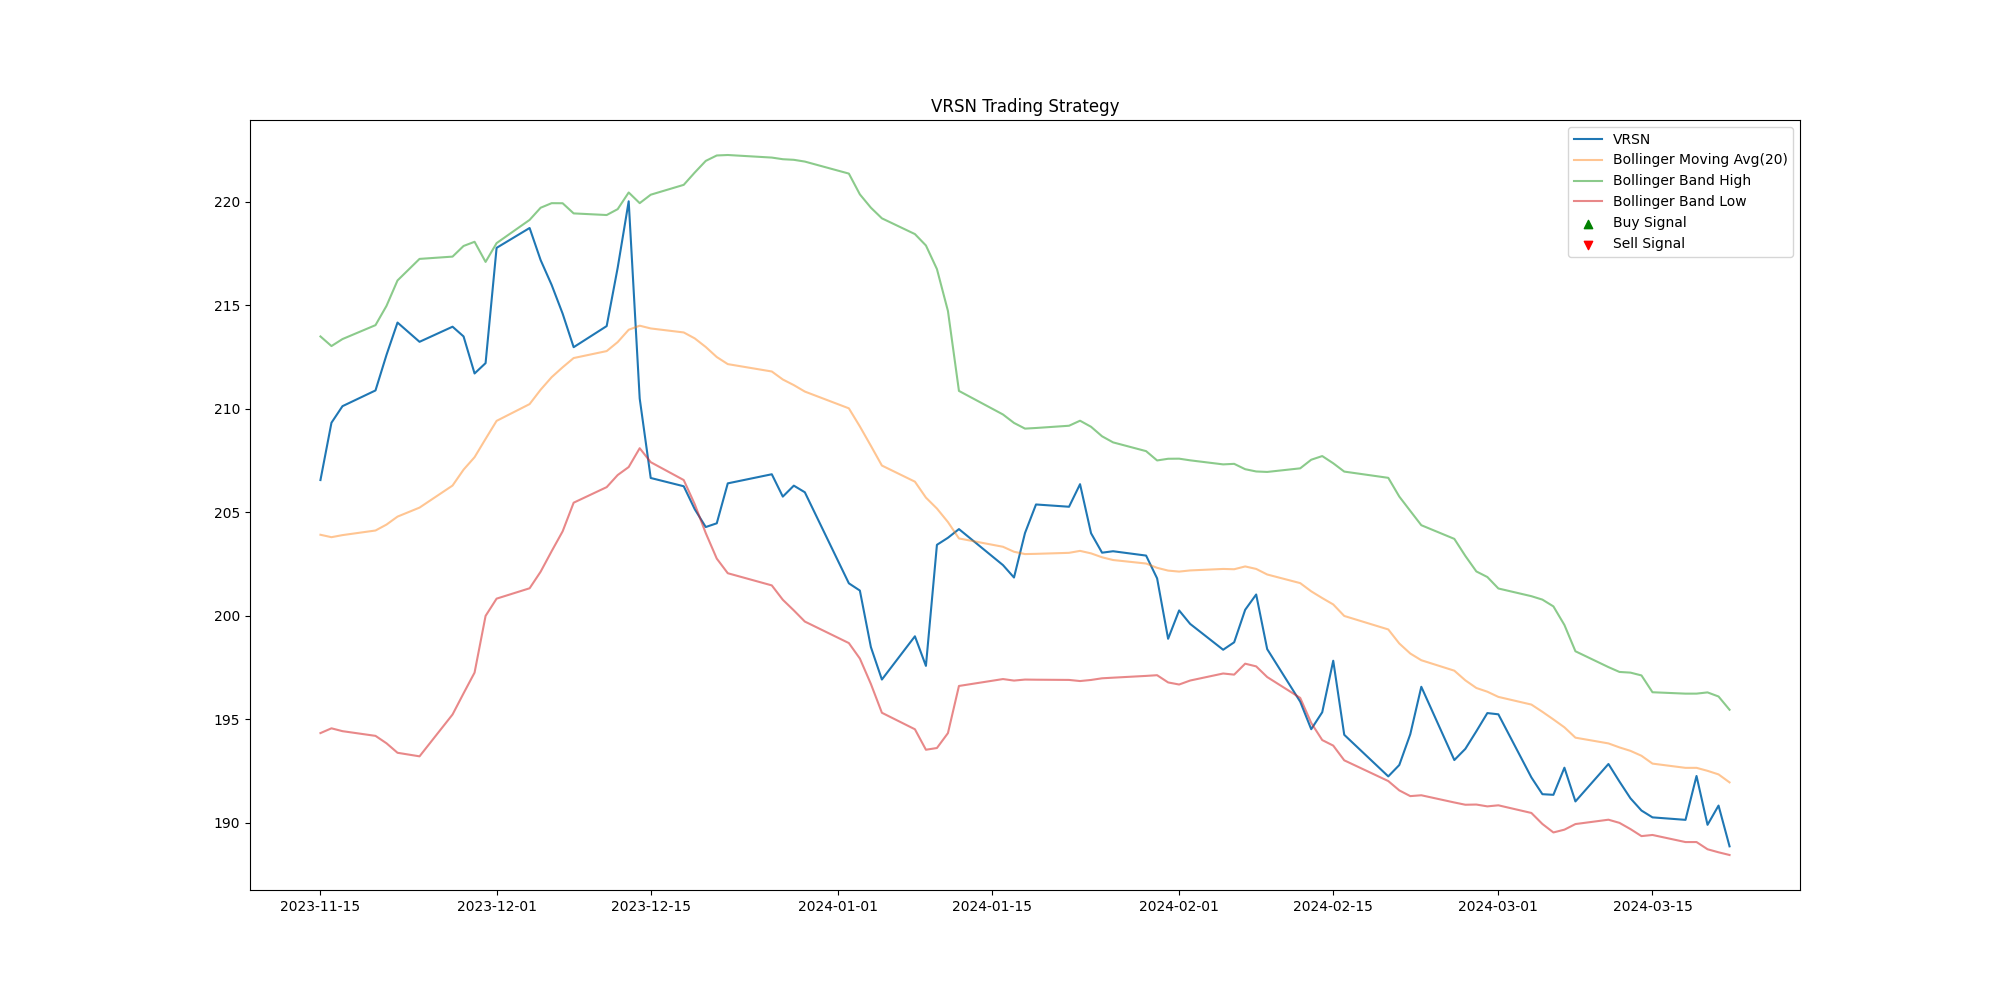 VRSN Trading Strategy
VRSN
Bollinger Moving Avg(20)
Bollinger Band High
Bollinger Band Low
Buy Signal
Sell Signal
220
215
210
205
200
195
190
2023-11-15
2023-12-01
2023-12-15
2024-01-01
2024-01-15
2024-02-01
2024-02-15
2024-03-01
2024-03-15